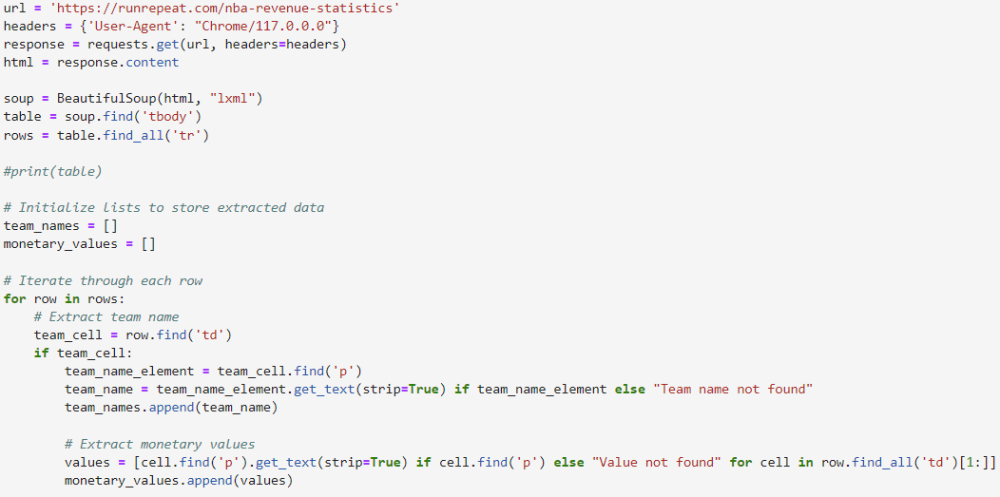 url = 'https://runrepeat.com/nba-revenue-statistics'
headers = {'User-Agent': "Chrome/117.0.0.0"}
response = requests.get(url, headers=headers)
html = response.content

soup = BeautifulSoup(html, "lxml")
table = soup.find('tbody')
rows = table.find_all('tr')

#print(table)

# Initialize lists to store extracted data
team_names = []
monetary_values = []

# Iterate through each row
for row in rows:
    # Extract team name
    team_cell = row.find('td')
    if team_cell:
        team_name_element = team_cell.find('p')
        team_name = team_name_element.get_text(strip=True) if team_name_element else "Team name not found"
        team_names.append(team_name)

        # Extract monetary values
        values = [cell.find('p').get_text(strip=True) if cell.find('p') else "Value not found" for cell in row.find_all('td')[1:]]
        monetary_values.append(values)